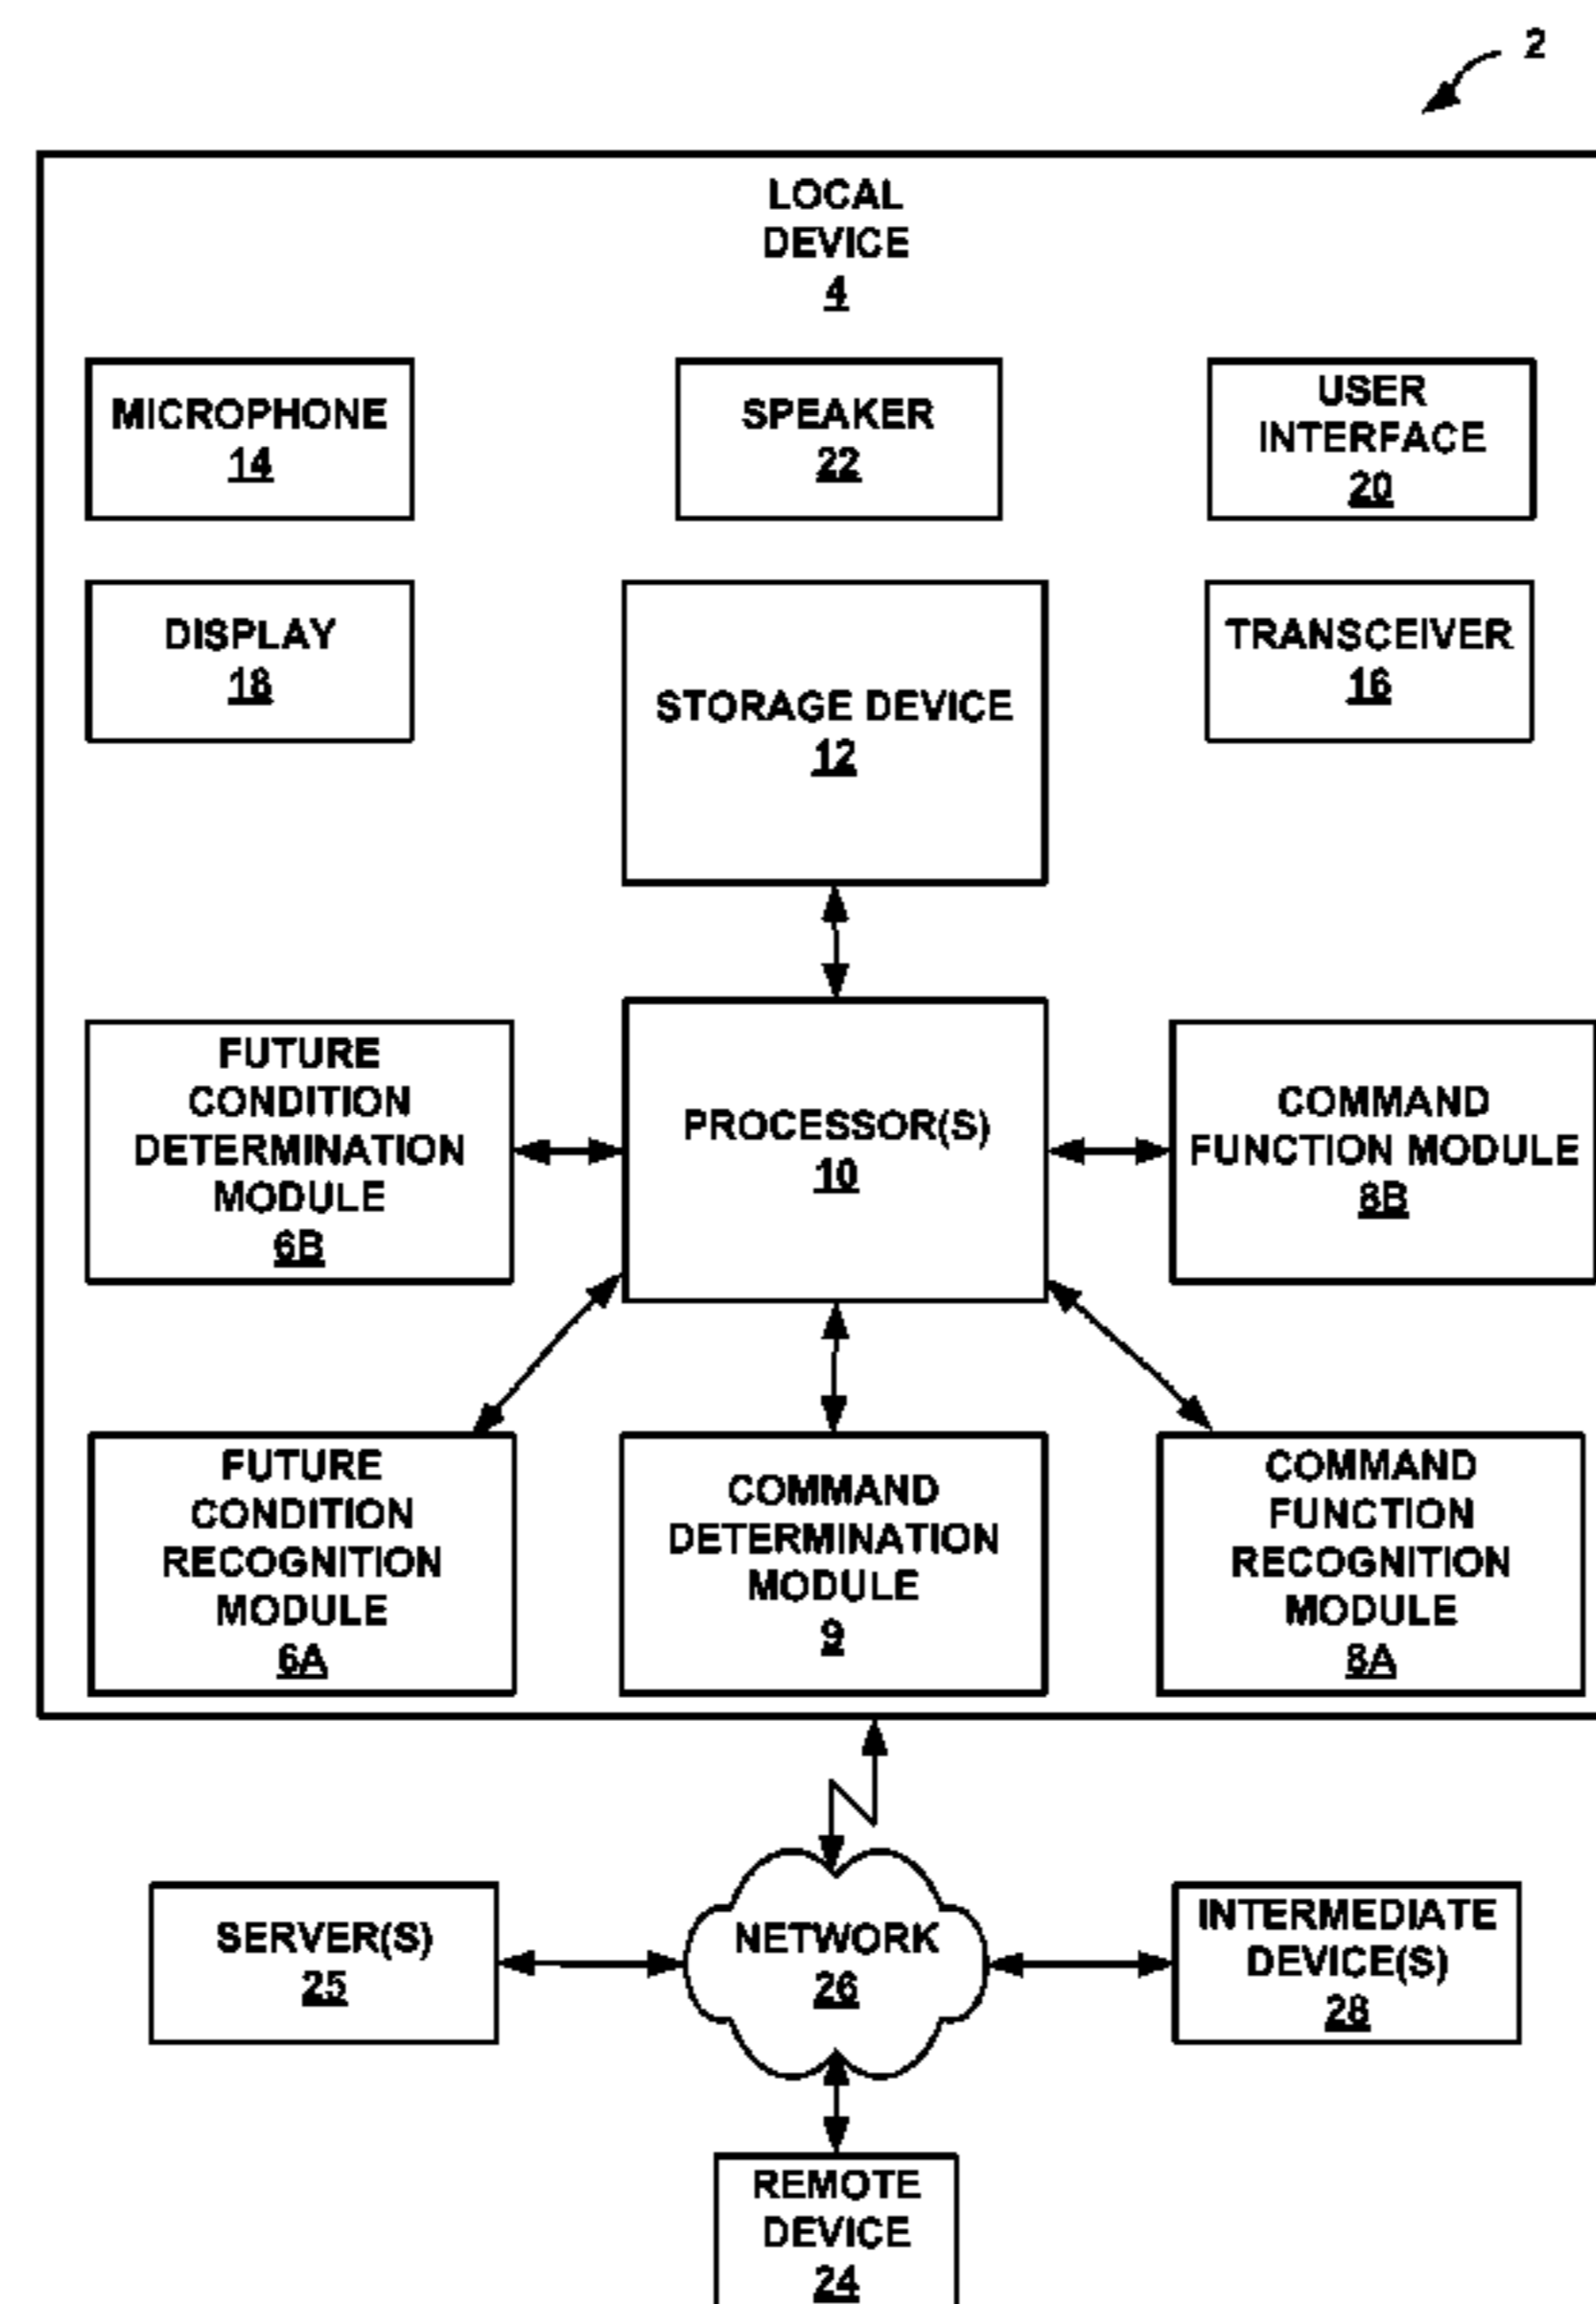 2
LOCAL
DEVICE
4
MICROPHONE
14
SPEAKER
22
USER
INTERFACE
20
DISPLAY
18
STORAGE DEVICE
12
TRANSCEIVER
16
FUTURE
CONDITION
DETERMINATION
MODULE
6B
PROCESSOR(S)
10
COMMAND
FUNCTION MODULE
8B
FUTURE
CONDITION
RECOGNITION
MODULE
6A
COMMAND
DETERMINATION
MODULE
9
COMMAND
FUNCTION
RECOGNITION
MODULE
8A
SERVER(S)
25
NETWORK
26
INTERMEDIATE
DEVICE(S)
28
REMOTE
DEVICE
24